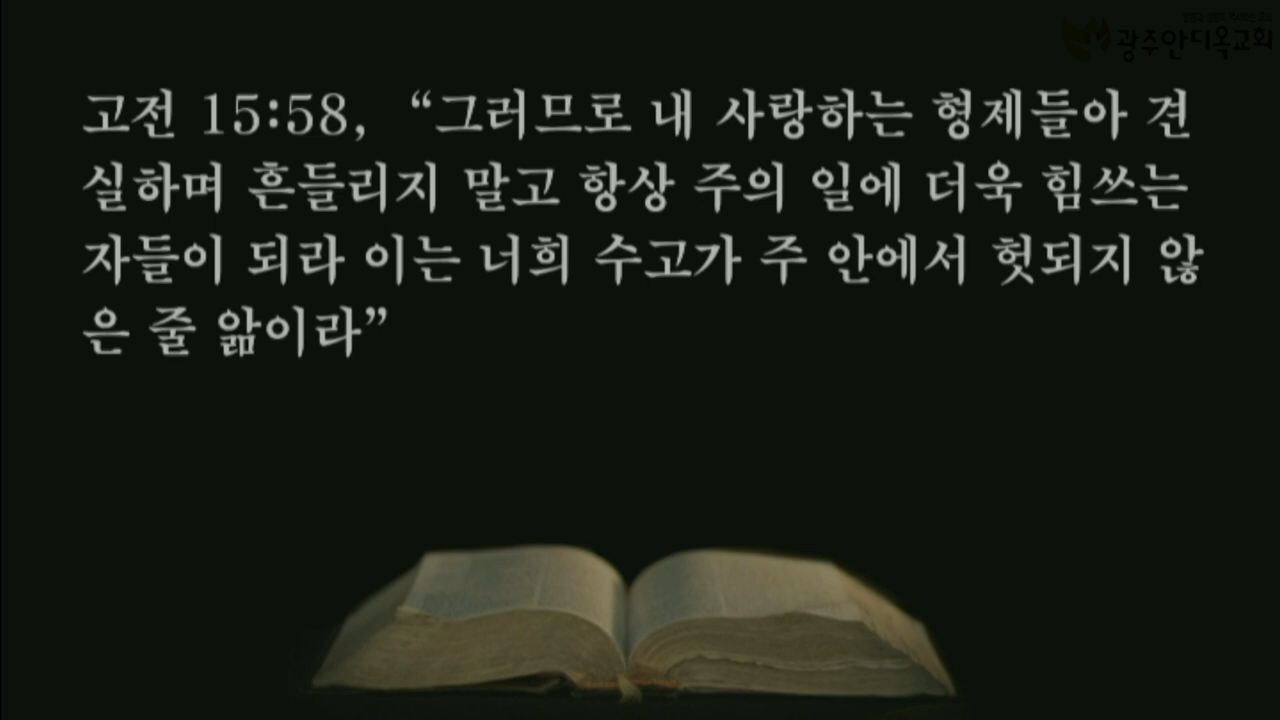 광주안디옥교회
고전 15:58, “그러므로 내 사랑하는 형제들아 견
실하며 흔들리지 말고 항상 주의 일에 더욱 힘쓰는
자들이 되라 이는 너희 수고가 주 안에서 헛되지 않
은 줄 앎이라”